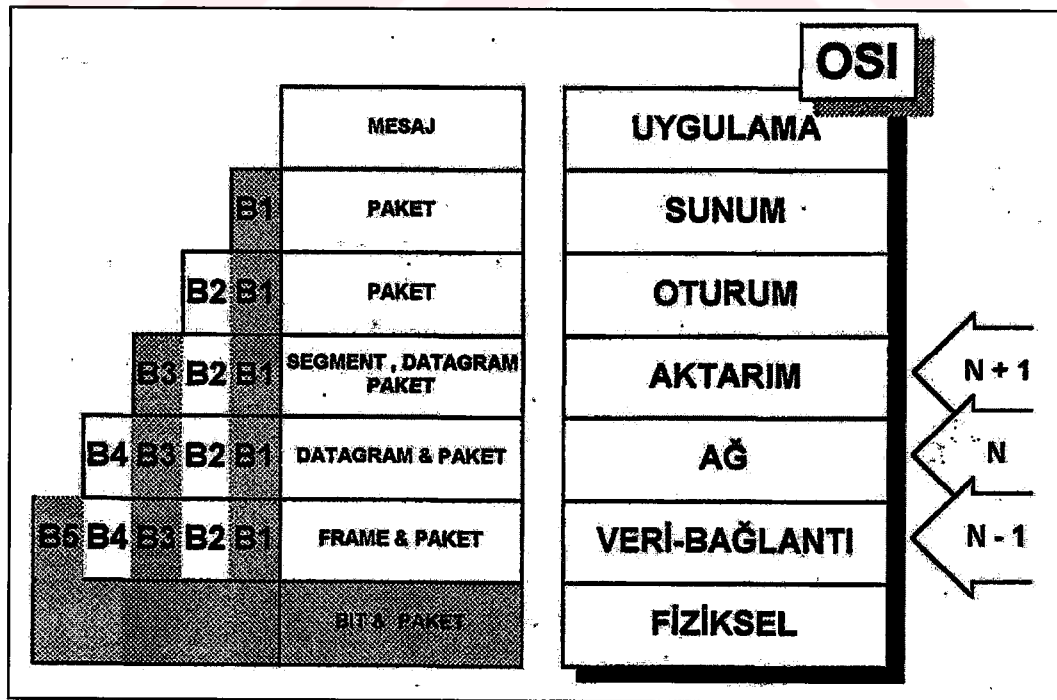 OSI
MESAJ
UYGULAMA
B1 PAKET
SUNUM
B2 B1 PAKET
OTURUM
B3 B2 B1 SEGMENT , DATAGRAM
PAKET
AKTARIM
N + 1
B4 B3 B2 B1 DATAGRAM & PAKET
AĞ
N
B5 B4 B3 B2 B1 FRAME & PAKET
VERİ-BAĞLANTI
N - 1
BIT & PAKET
FİZİKSEL